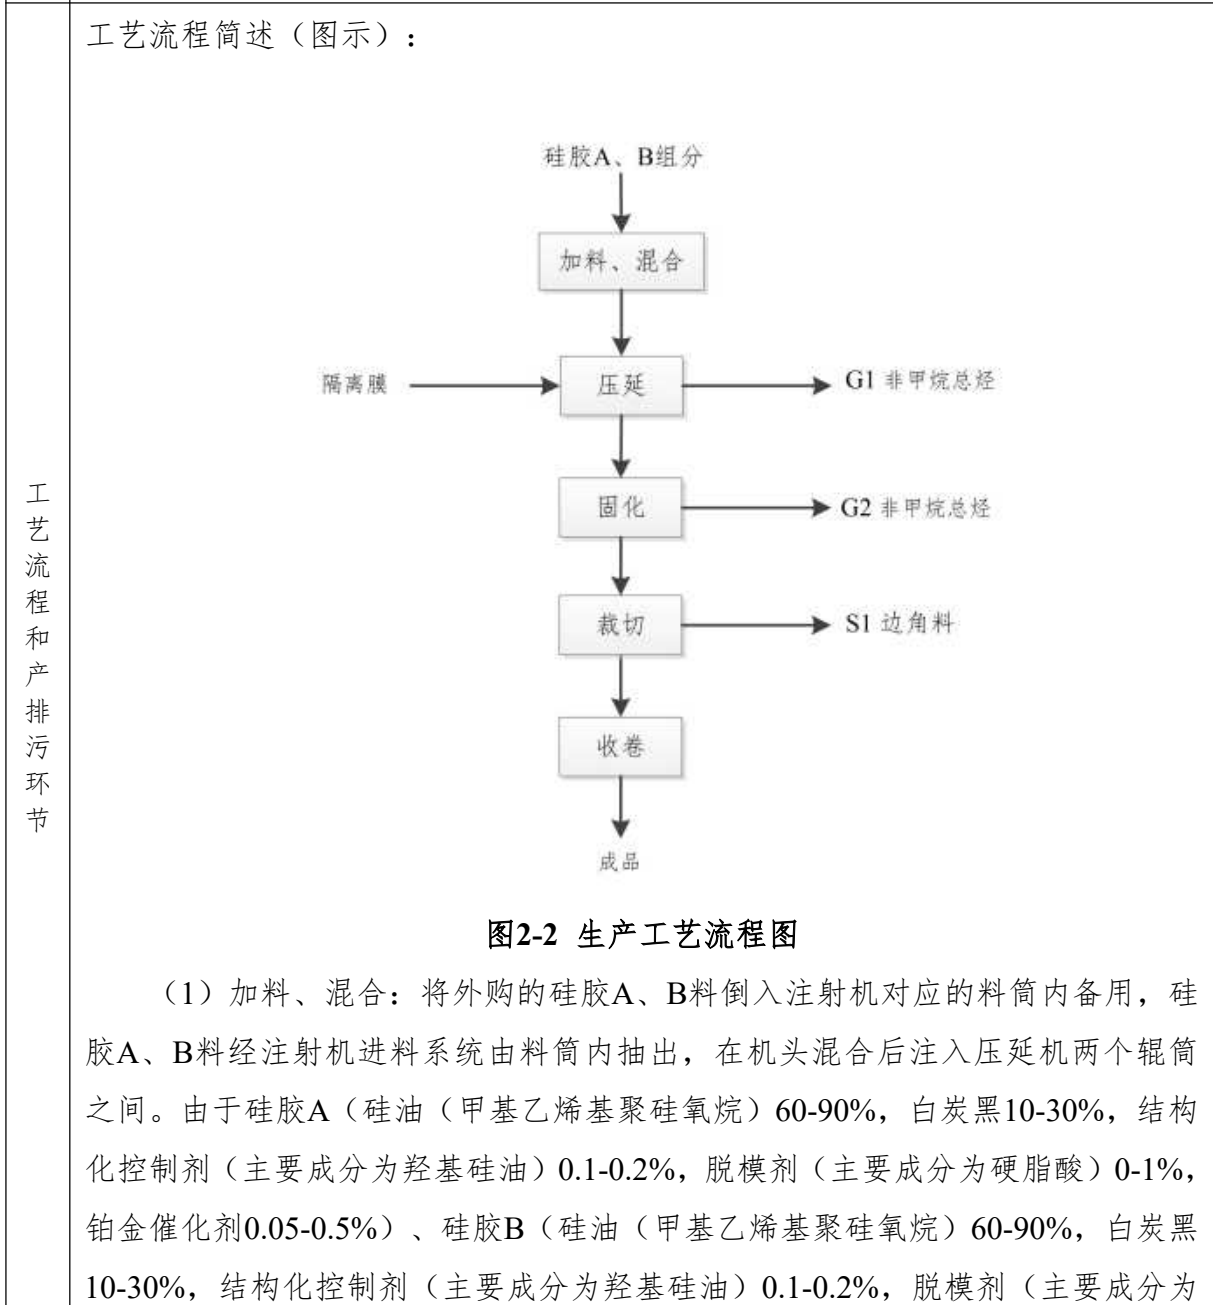 工艺流程简述（图示）：
硅胶A、B组分
加料、混合
隔离膜
压延
G1 非甲烷总烃
固化
G2 非甲烷总烃
裁切
S1 边角料
收卷
成品
工艺流程和产排污环节
图2-2 生产工艺流程图
（1）加料、混合：将外购的硅胶A、B料倒入注射机对应的料筒内备用，硅
胶A、B料经注射机进料系统由料筒内抽出，在机头混合后注入压延机两个辊筒
之间。由于硅胶A（硅油（甲基乙烯基聚硅氧烷）60-90%，白炭黑10-30%，结构
化控制剂（主要成分为羟基硅油）0.1-0.2%，脱模剂（主要成分为硬脂酸）0-1%，
铂金催化剂0.05-0.5%）、硅胶B（硅油（甲基乙烯基聚硅氧烷）60-90%，白炭黑
10-30%，结构化控制剂（主要成分为羟基硅油）0.1-0.2%，脱模剂（主要成分为